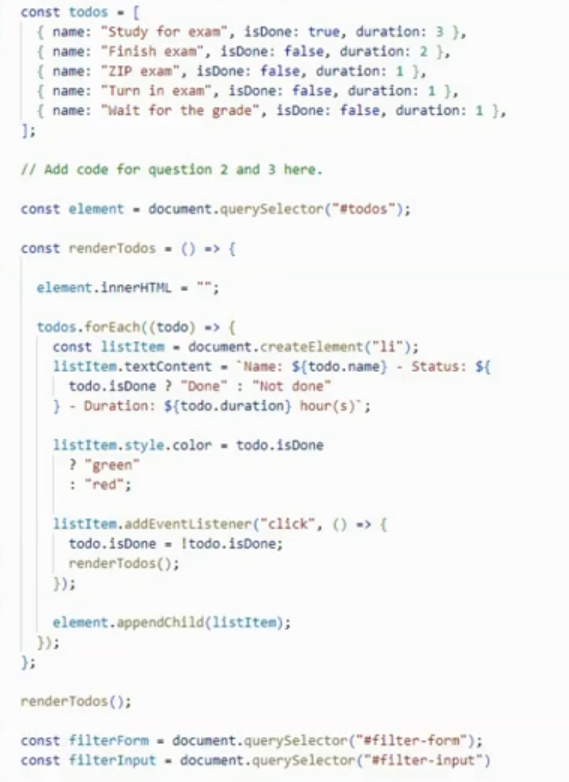 const todos = [
{ name: "Study for exam", isDone: true, duration: 3 },
{ name: "Finish exam", isDone: false, duration: 2 },
{ name: "ZIP exam", isDone: false, duration: 1 },
{ name: "Turn in exam", isDone: false, duration: 1 },
{ name: "Wait for the grade", isDone: false, duration: 1 },
];
// Add code for question 2 and 3 here.
const element = document.querySelector("#todos");
const renderTodos = () => {
element.innerHTML = "";
todos.forEach((todo) => {
const listItem = document.createElement("li");
listItem.textContent = `Name: ${todo.name} - Status: ${
todo.isDone ? "Done" : "Not done"
} - Duration: ${todo.duration} hour(s)`;
listItem.style.color = todo.isDone
? "green"
: "red";
listItem.addEventListener("click", () => {
todo.isDone = !todo.isDone;
renderTodos();
});
element.appendChild(listItem);
});
};
renderTodos();
const filterForm = document.querySelector("#filter-form");
const filterInput = document.querySelector("#filter-input")